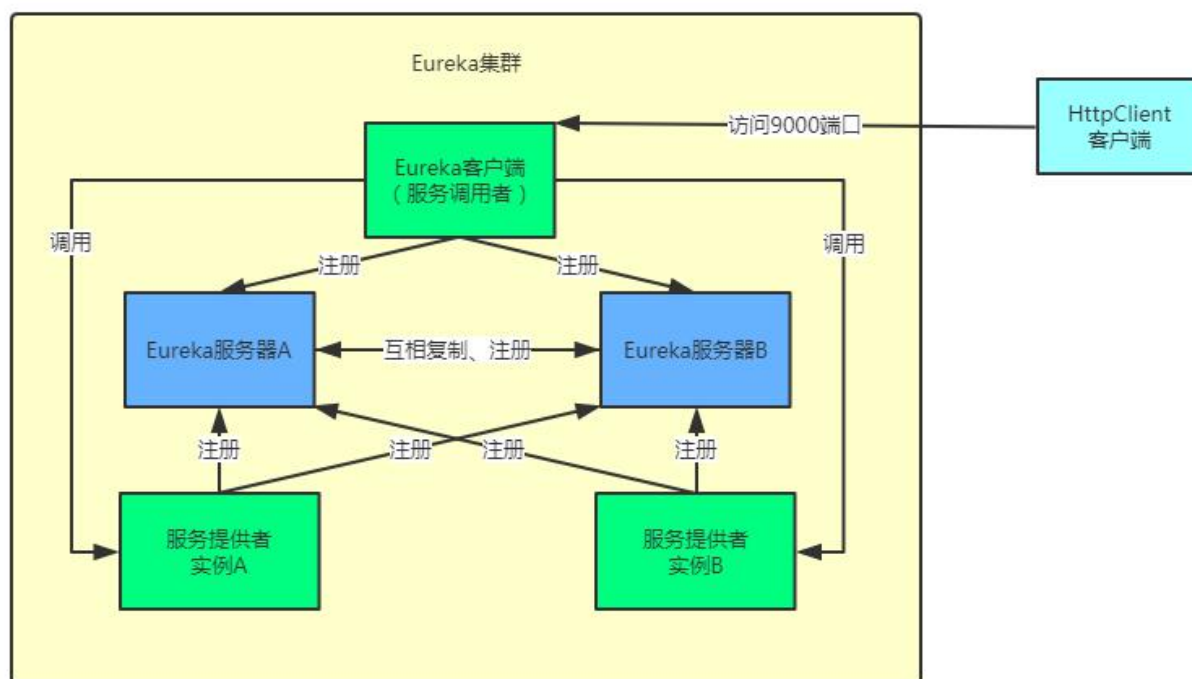 Eureka集群
HttpClient
客户端
访问9000端口
Eureka客户端
（服务调用者）
调用
调用
注册
注册
Eureka服务器A
互相复制、注册
Eureka服务器B
注册
注册
注册
注册
服务提供者
实例A
服务提供者
实例B